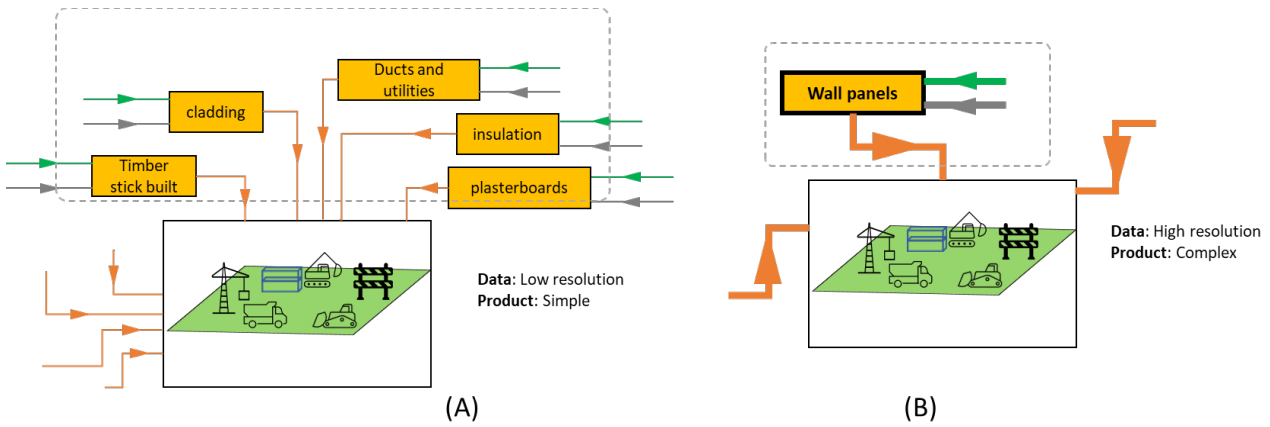 Ducts and
utilities
cladding
insulation
Timber
stick built
plasterboards
Data: Low resolution
Product: Simple
(A)
Wall panels
Data: High resolution
Product: Complex
(B)